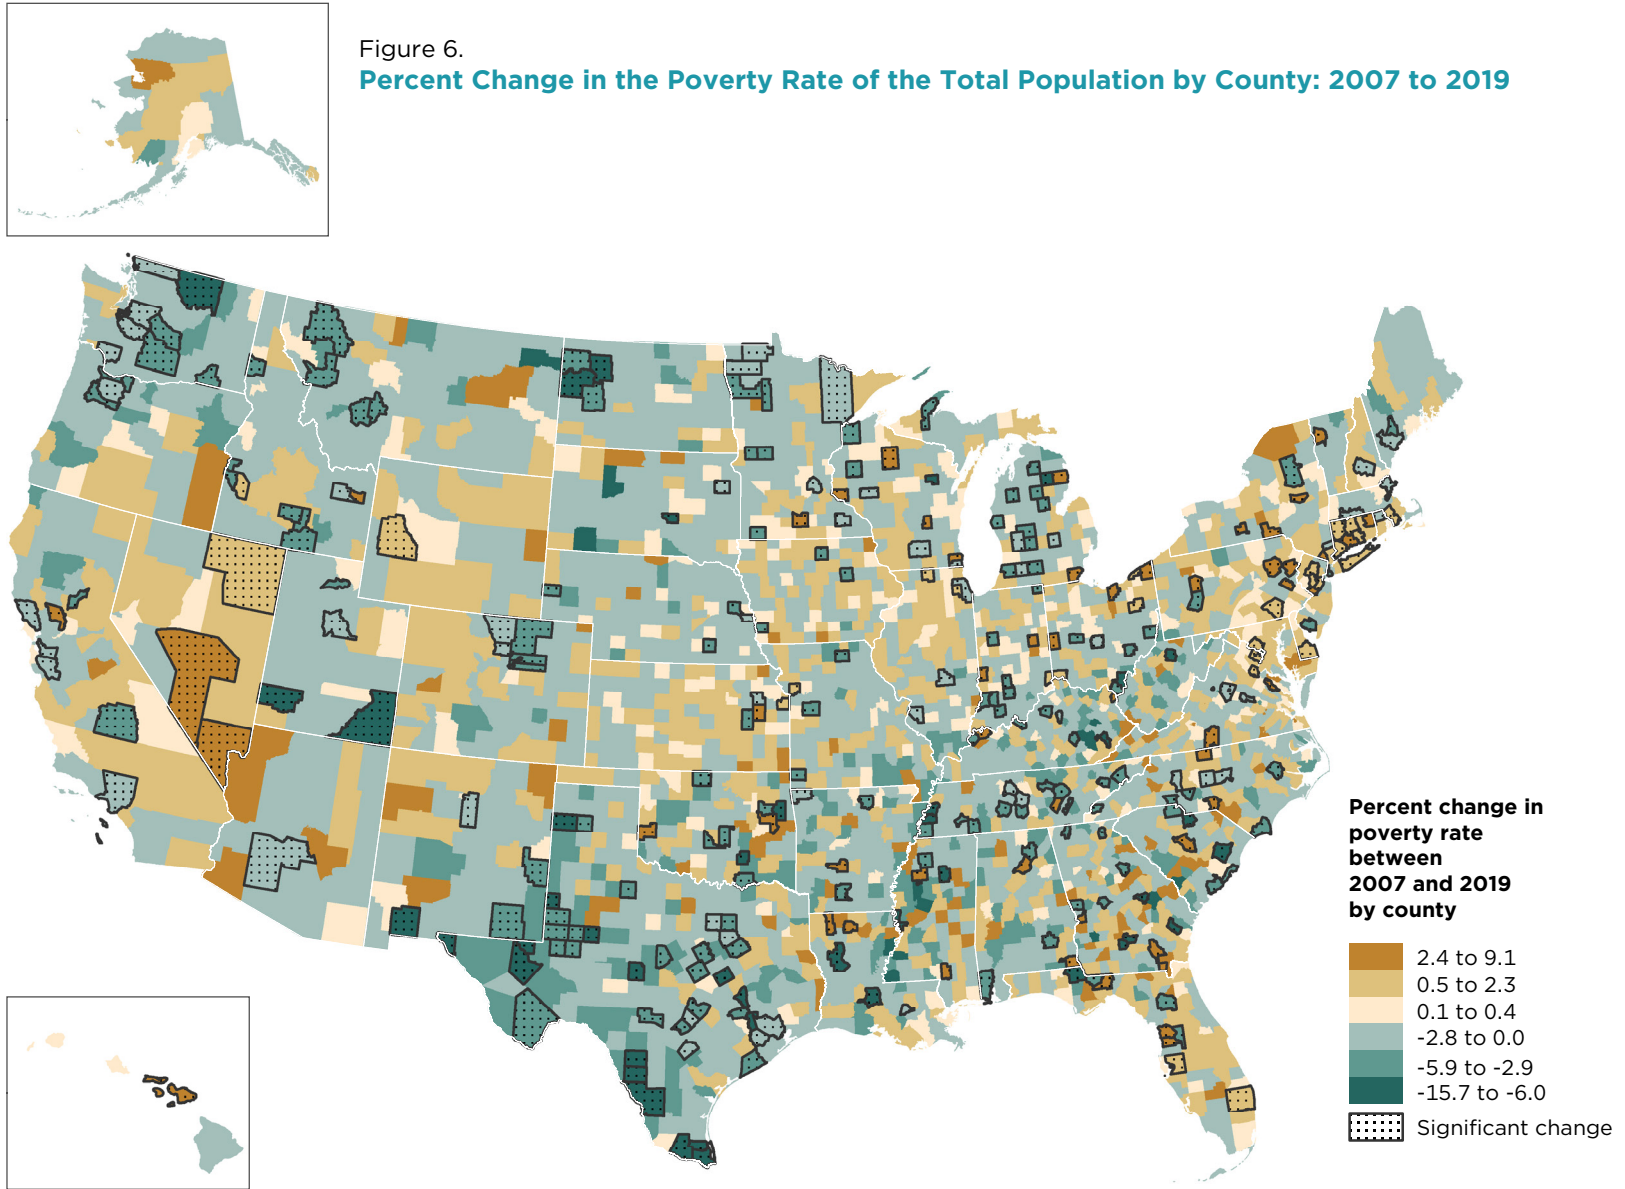 Figure 6.
Percent Change in the Poverty Rate of the Total Population by County: 2007 to 2019
Percent change in
poverty rate
between
2007 and 2019
by county
2.4 to 9.1
0.5 to 2.3
0.1 to 0.4
-2.8 to 0.0
-5.9 to -2.9
-15.7 to -6.0
Significant change